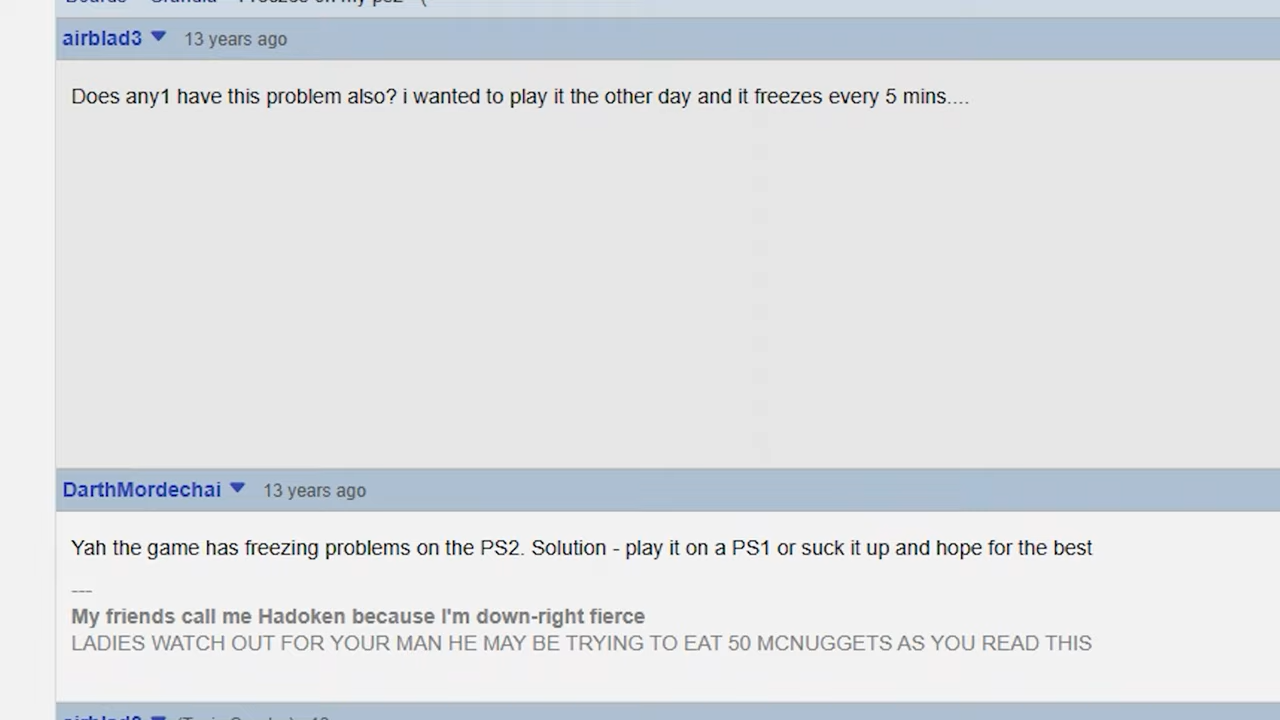 airblad3 13 years ago
Does any1 have this problem also? i wanted to play it the other day and it freezes every 5 mins....
DarthMordechai 13 years ago
Yah the game has freezing problems on the PS2. Solution - play it on a PS1 or suck it up and hope for the best
---
My friends call me Hadoken because I'm down-right fierce
LADIES WATCH OUT FOR YOUR MAN HE MAY BE TRYING TO EAT 50 MCNUGGETS AS YOU READ THIS